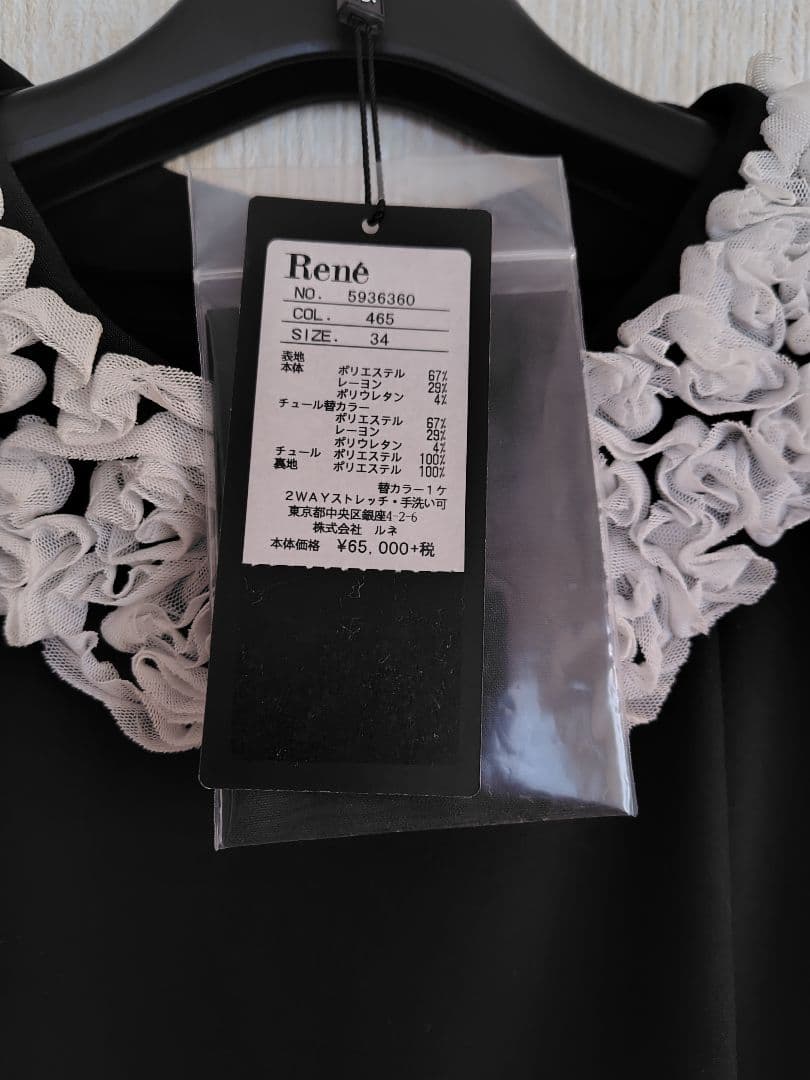 René
NO. 5936360
COL. 465
SIZE. 34
表地
本体 ポリエステル 67%
レーヨン 29%
ポリウレタン 4%
チュール替カラー
ポリエステル 67%
レーヨン 29%
ポリウレタン 4%
チュール ポリエステル 100%
裏地 ポリエステル 100%
替カラー1ケ
2WAYストレッチ・手洗い可
東京都中央区銀座4-2-6
株式会社 ルネ
本体価格 ¥65,000+税